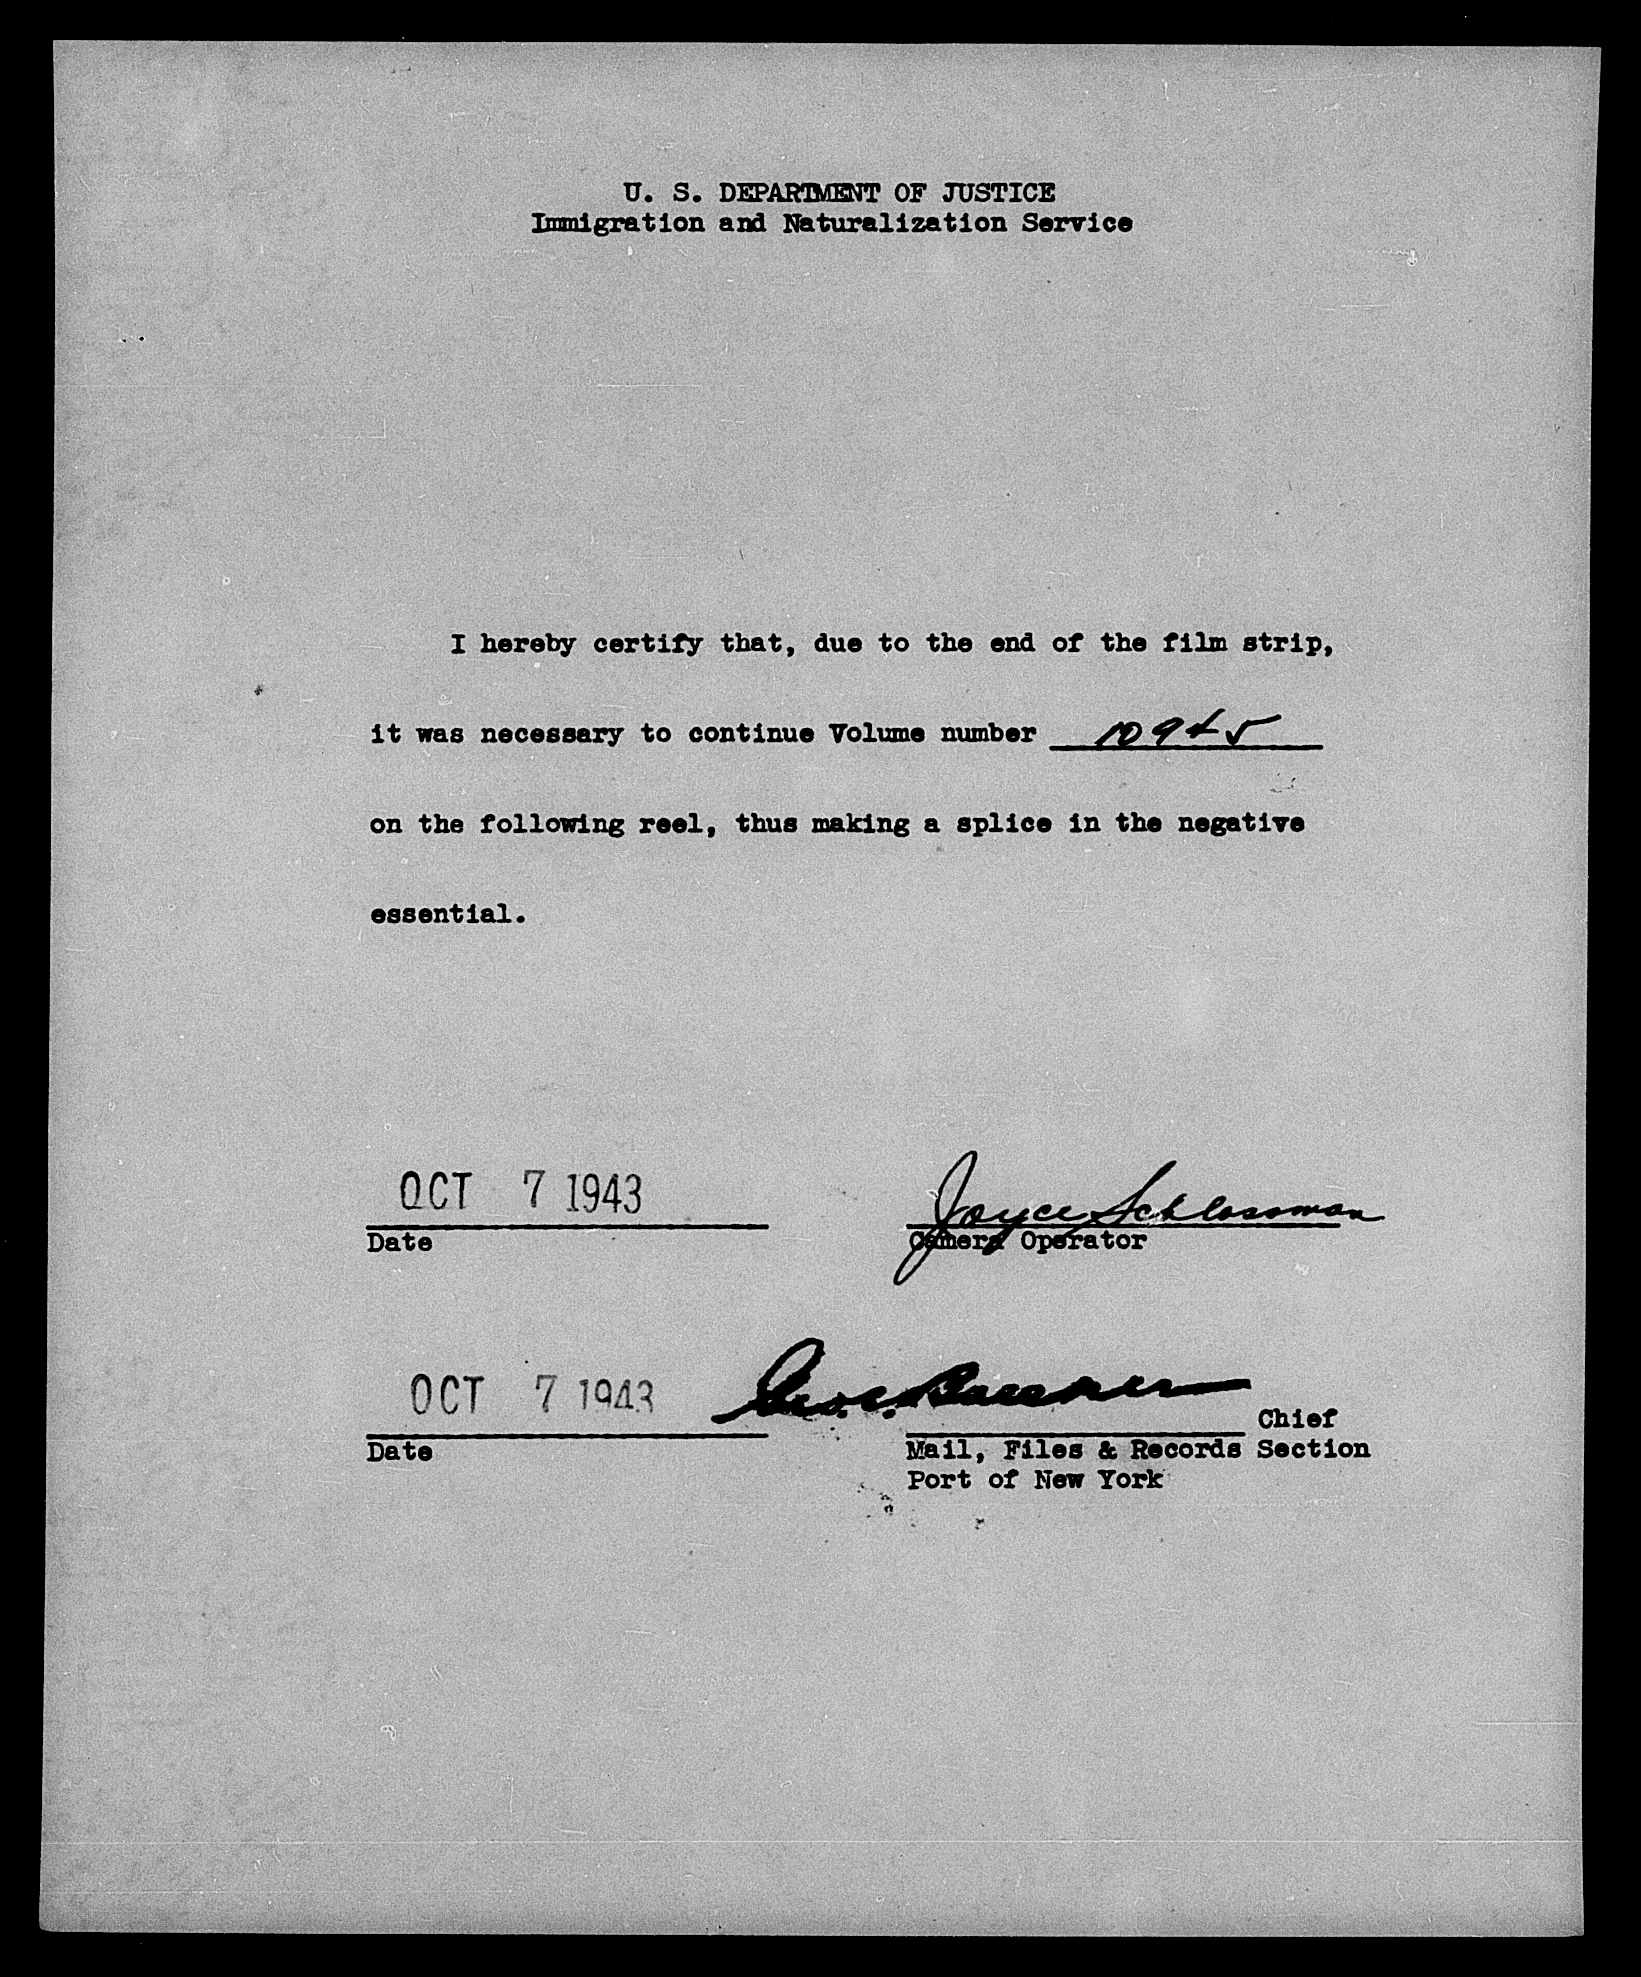 U. S. DEPARTMENT OF JUSTICE
Immigration and Naturalization Service
I hereby certify that, due to the end of the film strip,
it was necessary to continue Volume number 10945
on the following reel, thus making a splice in the negative
essential.
OCT 7 1943
Joyce Schlossman
Date
Camera Operator
OCT 7 1943
Chief
Date
Mail, Files & Records Section
Port of New York